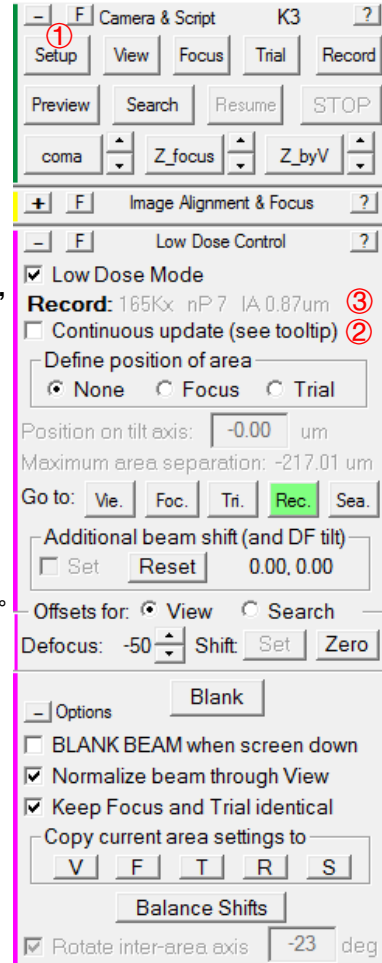 − F Camera & Script K3 ?
①
Setup View Focus Trial Record
Preview Search Resume STOP
coma Z_focus Z_byV
+ F Image Alignment & Focus ?
− F Low Dose Control ?
Low Dose Mode
,
Record: 165Kx nP 7 IA 0.87um ③
Continuous update (see tooltip) ②
Define position of area
None Focus Trial
Position on tilt axis: -0.00 um
Maximum area separation: -217.01 um
Go to: Vie. Foc. Tri. Rec. Sea.
Additional beam shift (and DF tilt)
Set Reset 0.00, 0.00
°
Offsets for: View Search
Defocus: -50 Shift: Set Zero
Blank
− Options
BLANK BEAM when screen down
Normalize beam through View
Keep Focus and Trial identical
Copy current area settings to
V F T R S
Balance Shifts
Rotate inter-area axis -23 deg